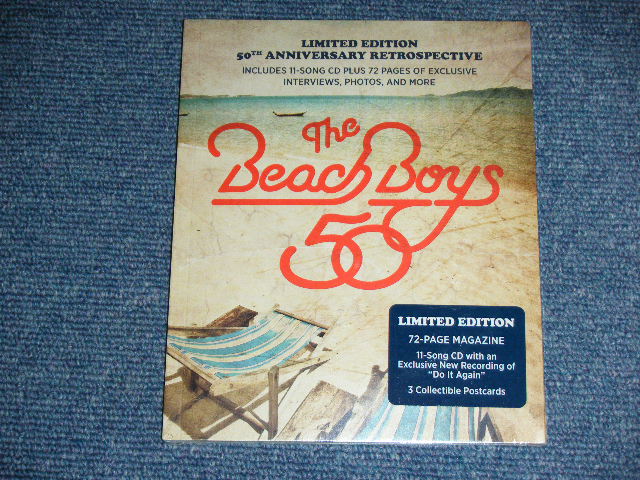 LIMITED EDITION
50TH ANNIVERSARY RETROSPECTIVE
INCLUDES 11-SONG CD PLUS 72 PAGES OF EXCLUSIVE
INTERVIEWS, PHOTOS, AND MORE
The
Beach Boys
50
LIMITED EDITION
72-PAGE MAGAZINE
11-Song CD with an
Exclusive New Recording of
"Do It Again"
3 Collectible Postcards